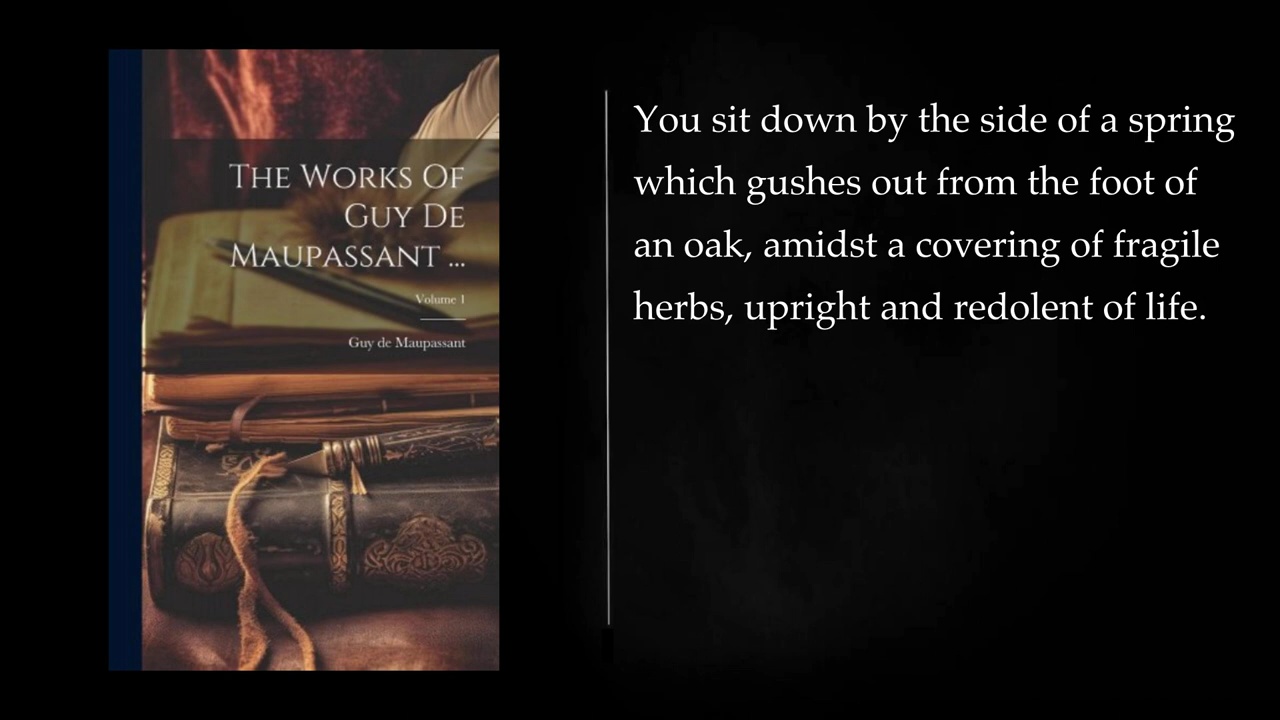 The Works Of
Guy De
Maupassant ...
Volume 1
Guy de Maupassant
You sit down by the side of a spring
which gushes out from the foot of
an oak, amidst a covering of fragile
herbs, upright and redolent of life.